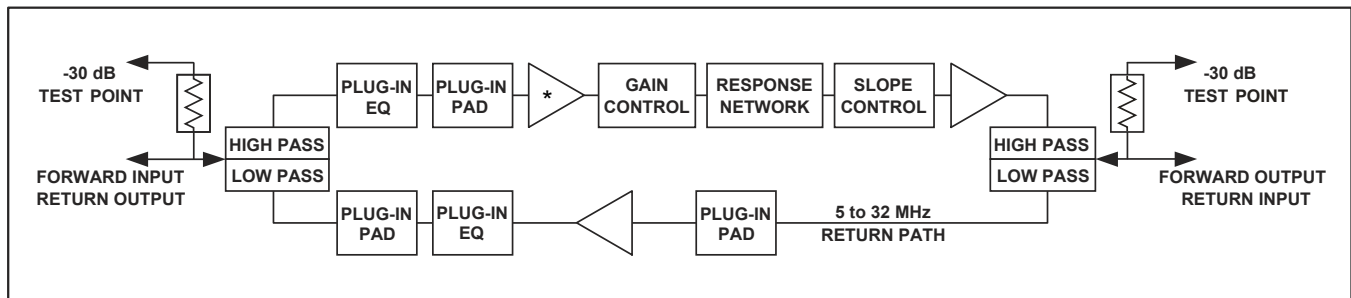 -30 dB
TEST POINT
PLUG-IN
EQ
PLUG-IN
PAD
*
GAIN
CONTROL
RESPONSE
NETWORK
SLOPE
CONTROL
-30 dB
TEST POINT
HIGH PASS
LOW PASS
FORWARD INPUT
RETURN OUTPUT
HIGH PASS
LOW PASS
FORWARD OUTPUT
RETURN INPUT
PLUG-IN
PAD
PLUG-IN
EQ
PLUG-IN
PAD
5 to 32 MHz
RETURN PATH